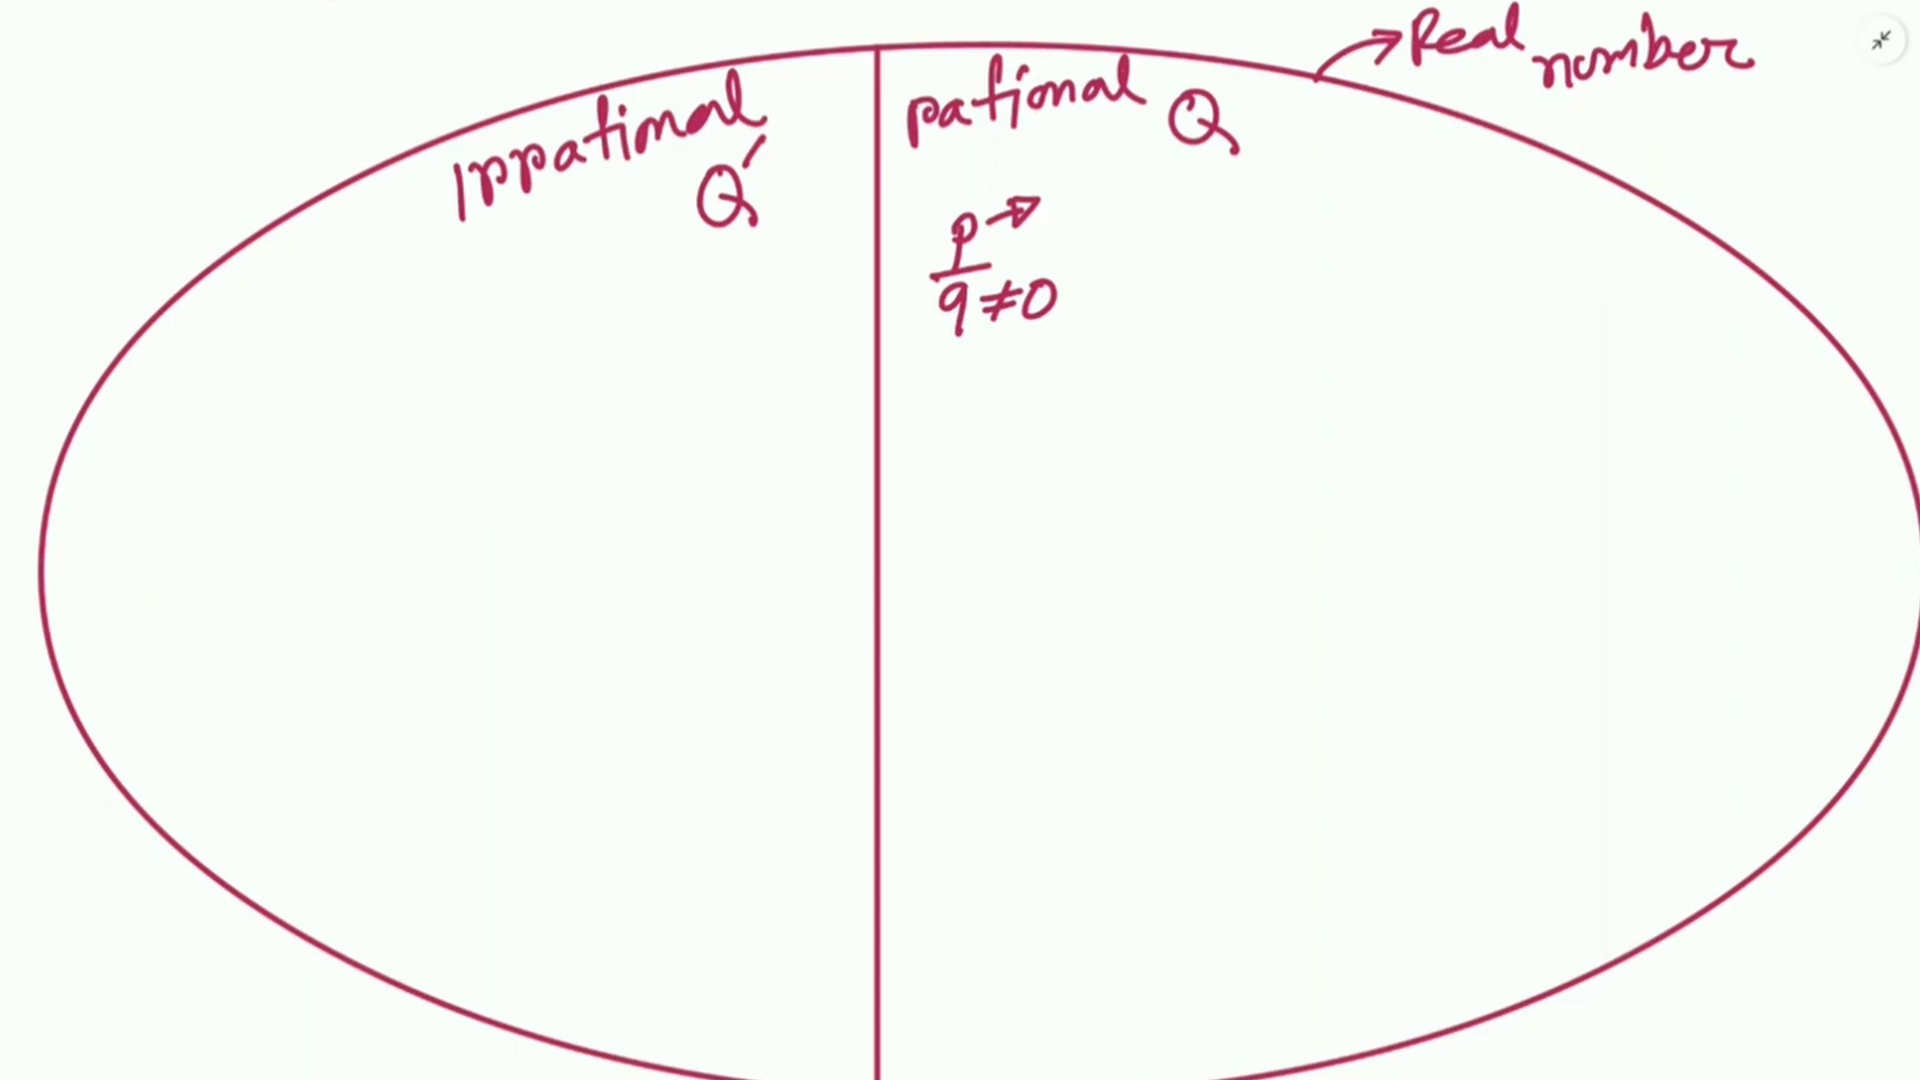 Real number
Irrational
Q'
rational Q
p →
q ≠ 0